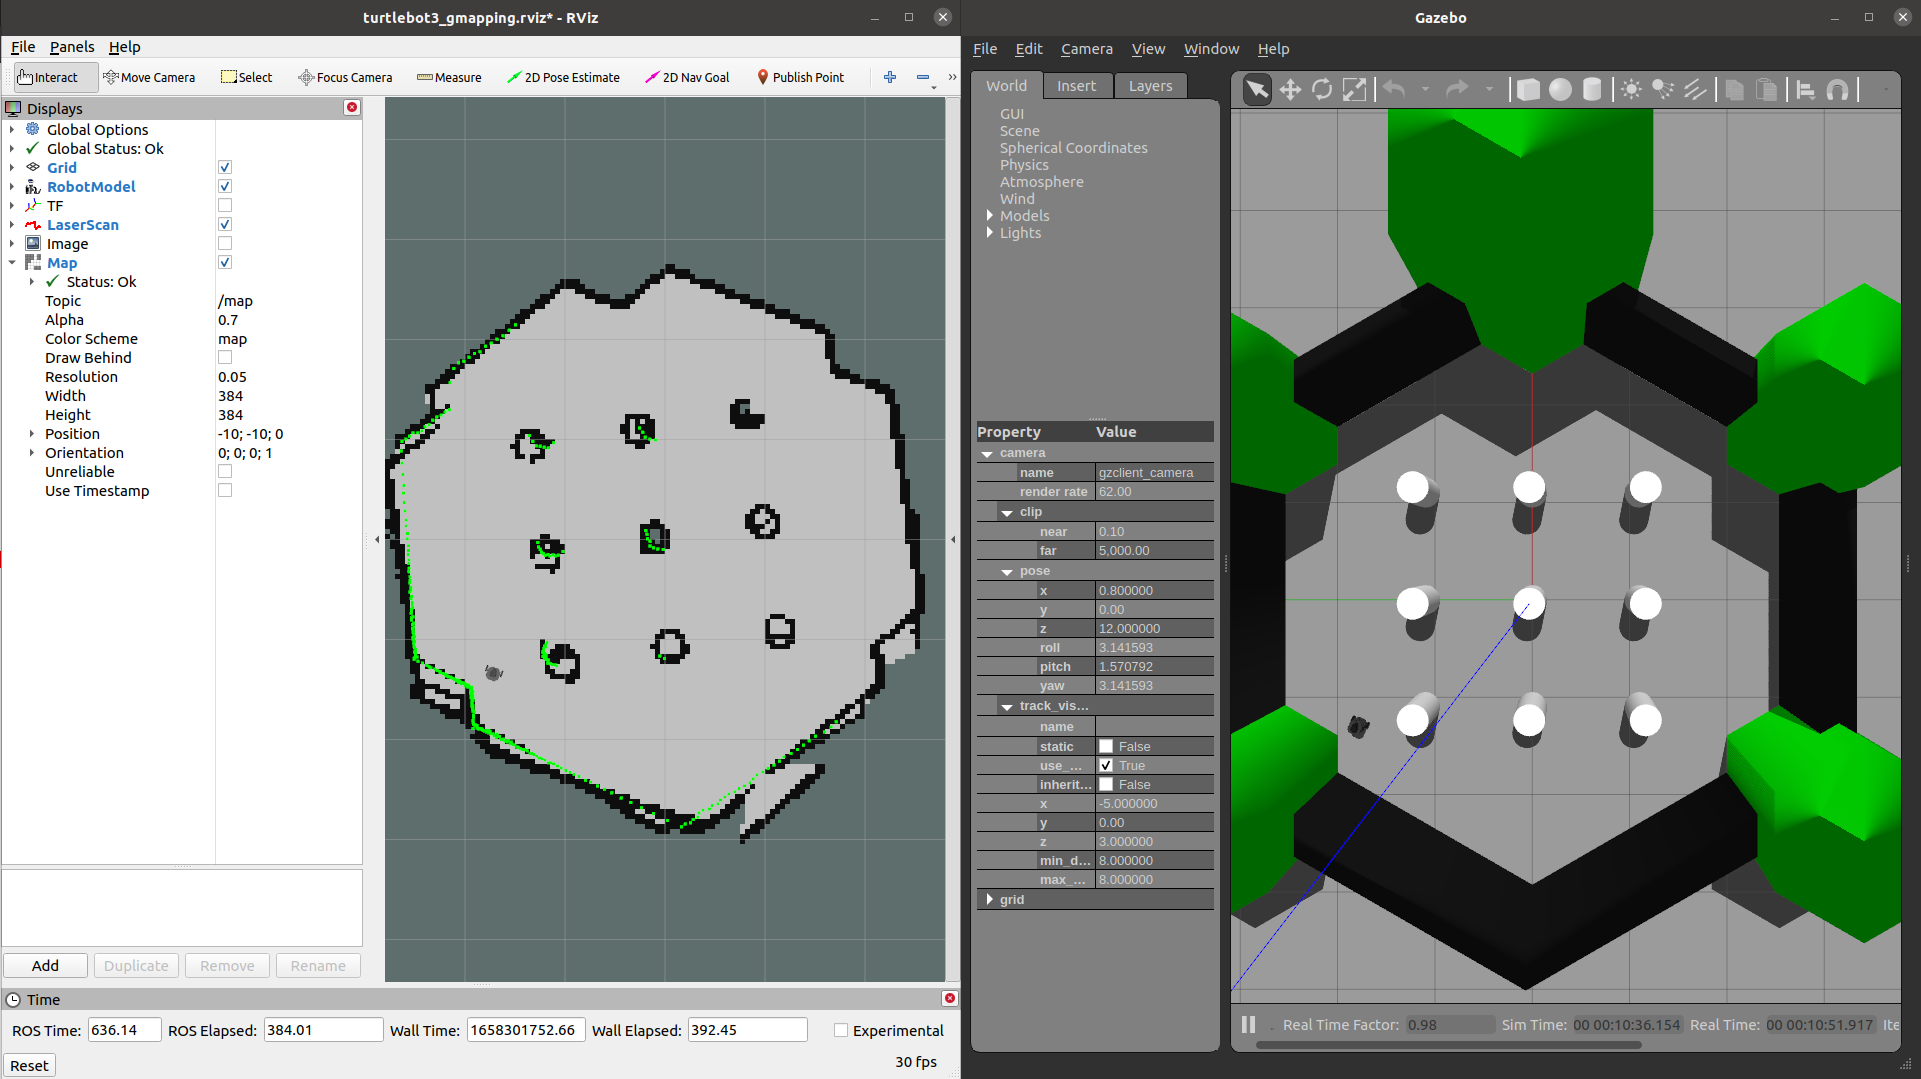 turtlebot3_gmapping.rviz* - RViz
File Panels Help
Interact Move Camera Select Focus Camera Measure 2D Pose Estimate 2D Nav Goal Publish Point »
Displays
Global Options
Global Status: Ok
Grid
RobotModel
TF
LaserScan
Image
Map
Status: Ok
Topic /map
Alpha 0.7
Color Scheme map
Draw Behind
Resolution 0.05
Width 384
Height 384
Position -10; -10; 0
Orientation 0; 0; 0; 1
Unreliable
Use Timestamp
Add Duplicate Remove Rename
Time
ROS Time: 636.14 ROS Elapsed: 384.01 Wall Time: 1658301752.66 Wall Elapsed: 392.45 Experimental
Reset 30 fps
Gazebo
File Edit Camera View Window Help
World Insert Layers
GUI
Scene
Spherical Coordinates
Physics
Atmosphere
Wind
Models
Lights
Property Value
camera
name gzclient_camera
render rate 62.00
clip
near 0.10
far 5,000.00
pose
x 0.800000
y 0.00
z 12.000000
roll 3.141593
pitch 1.570792
yaw 3.141593
track_vis...
name
static False
use_... True
inherit... False
x -5.000000
y 0.00
z 3.000000
min_d... 8.000000
max_... 8.000000
grid
Real Time Factor: 0.98 Sim Time: 00 00:10:36.154 Real Time: 00 00:10:51.917 Ite